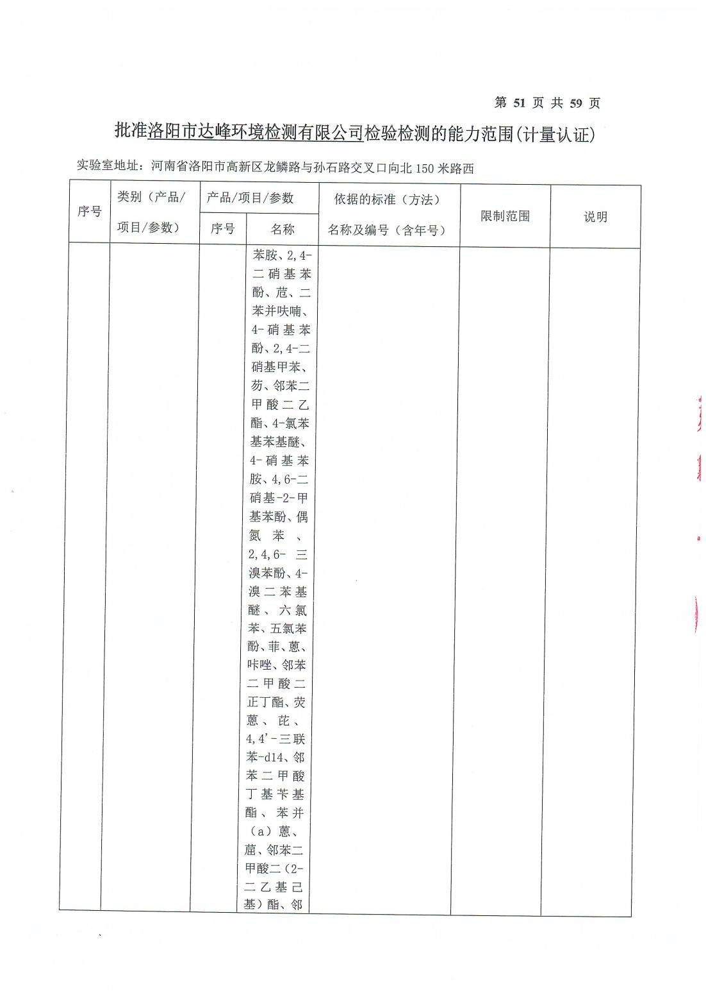 第 51 页 共 59 页
批准洛阳市达峰环境检测有限公司检验检测的能力范围(计量认证)
实验室地址：河南省洛阳市高新区龙鳞路与孙石路交叉口向北 150 米路西
序号
类别（产品/
项目/参数）
产品/项目/参数
序号
名称
依据的标准（方法）
名称及编号（含年号）
限制范围
说明
苯胺、2,4-
二硝基苯
酚、苊、二
苯并呋喃、
4-硝基苯
酚、2,4-二
硝基甲苯、
芴、邻苯二
甲酸二乙
酯、4-氯苯
基苯基醚、
4-硝基苯
胺、4,6-二
硝基-2-甲
基苯酚、偶
氮苯、
2,4,6-三
溴苯酚、4-
溴二苯基
醚、六氯
苯、五氯苯
酚、菲、蒽、
咔唑、邻苯
二甲酸二
正丁酯、荧
蒽、芘、
4,4'-三联
苯-d14、邻
苯二甲酸
丁基苄基
酯、苯并
（a）蒽、
䓛、邻苯二
甲酸二（2-
二乙基己
基）酯、邻